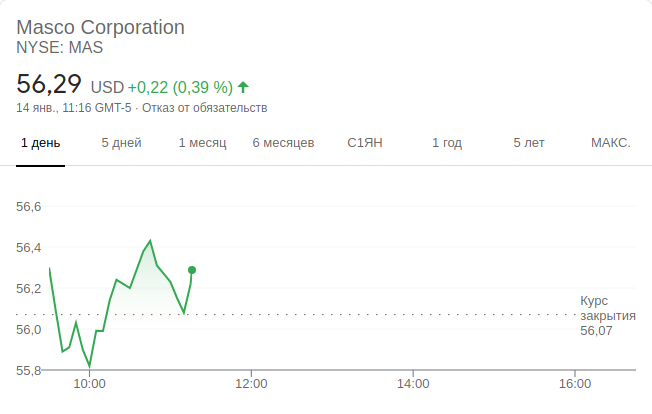 Masco Corporation
NYSE: MAS
56,29 USD +0,22 (0,39 %)
14 янв., 11:16 GMT-5 · Отказ от обязательств
1 день 5 дней 1 месяц 6 месяцев С1ЯН 1 год 5 лет МАКС.
56,6
56,4
56,2
56,0
55,8
Курс
закрытия
56,07
10:00 12:00 14:00 16:00